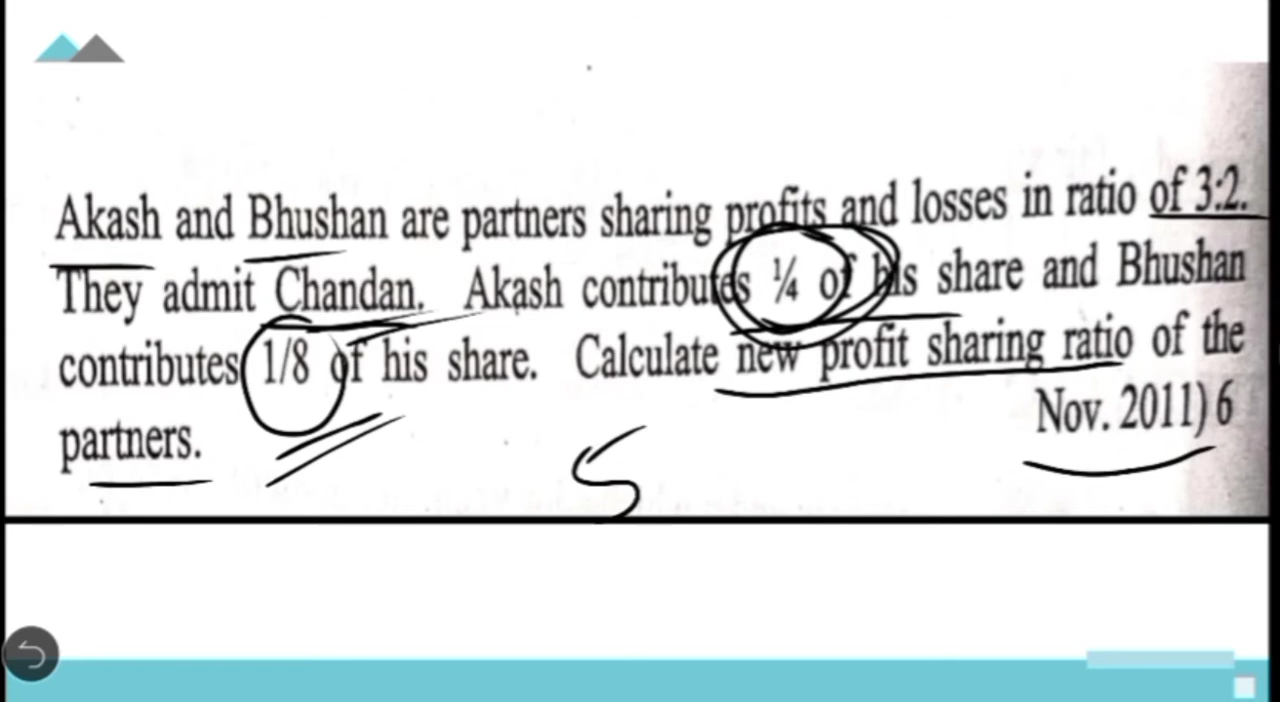 Akash and Bhushan are partners sharing profits and losses in ratio of 3:2.
They admit Chandan. Akash contributes ¼ of his share and Bhushan
contributes 1/8 of his share. Calculate new profit sharing ratio of the
partners. Nov. 2011) 6
S